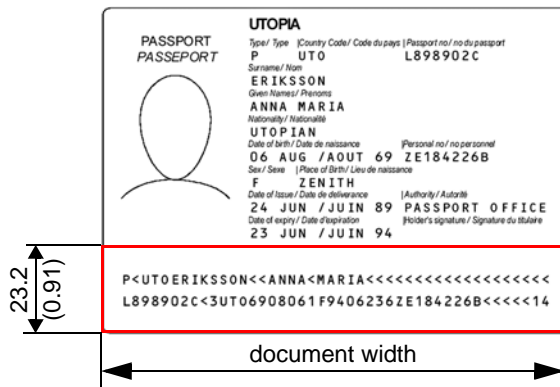 UTOPIA
PASSPORT
PASSEPORT
Type / Type | Country Code / Code du pays | Passport no / no du passport
P UTO L898902C
Surname / Nom
ERIKSSON
Given Names / Prenoms
ANNA MARIA
Nationality / Nationalité
UTOPIAN
Date of birth / Date de naissance | Personal no / no personnel
06 AUG /AOUT 69 ZE184226B
Sex / Sexe | Place of Birth / Lieu de naissance
F ZENITH
Date of Issue / Date de deliverance | Authority / Autorité
24 JUN /JUIN 89 PASSPORT OFFICE
Date of expiry / Date d'expiration | Holder's signature / Signature du titulaire
23 JUN /JUIN 94
P<UTOERIKSSON<<ANNA<MARIA<<<<<<<<<<<<<<<<<<<
L898902C<3UTO6908061F9406236ZE184226B<<<<<14
23.2
(0.91)
document width